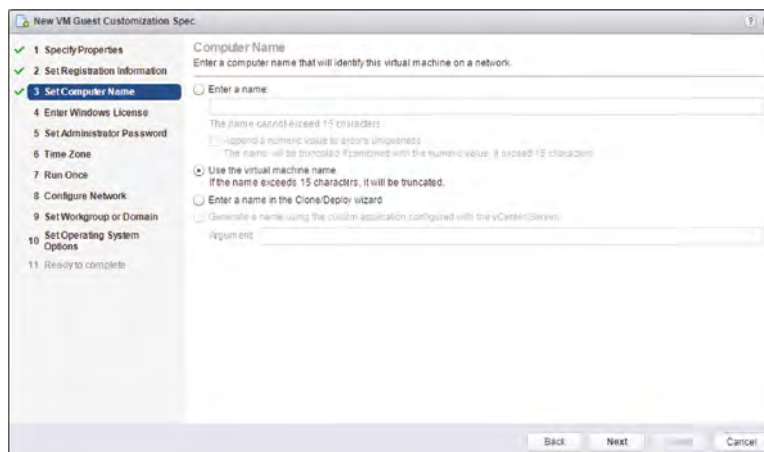 New VM Guest Customization Spec
1 Specify Properties
2 Set Registration Information
3 Set Computer Name
4 Enter Windows License
5 Set Administrator Password
6 Time Zone
7 Run Once
8 Configure Network
9 Set Workgroup or Domain
10 Set Operating System Options
11 Ready to complete
Computer Name
Enter a computer name that will identify this virtual machine on a network.
Enter a name
The name cannot exceed 15 characters
Append a numeric value to ensure uniqueness
The name will be truncated if combined with the numeric value, it exceed 15 characters
Use the virtual machine name
If the name exceeds 15 characters, it will be truncated.
Enter a name in the Clone/Deploy wizard
Generate a name using the custom application configured with the vCenter Server
Argument:
Back
Next
Cancel